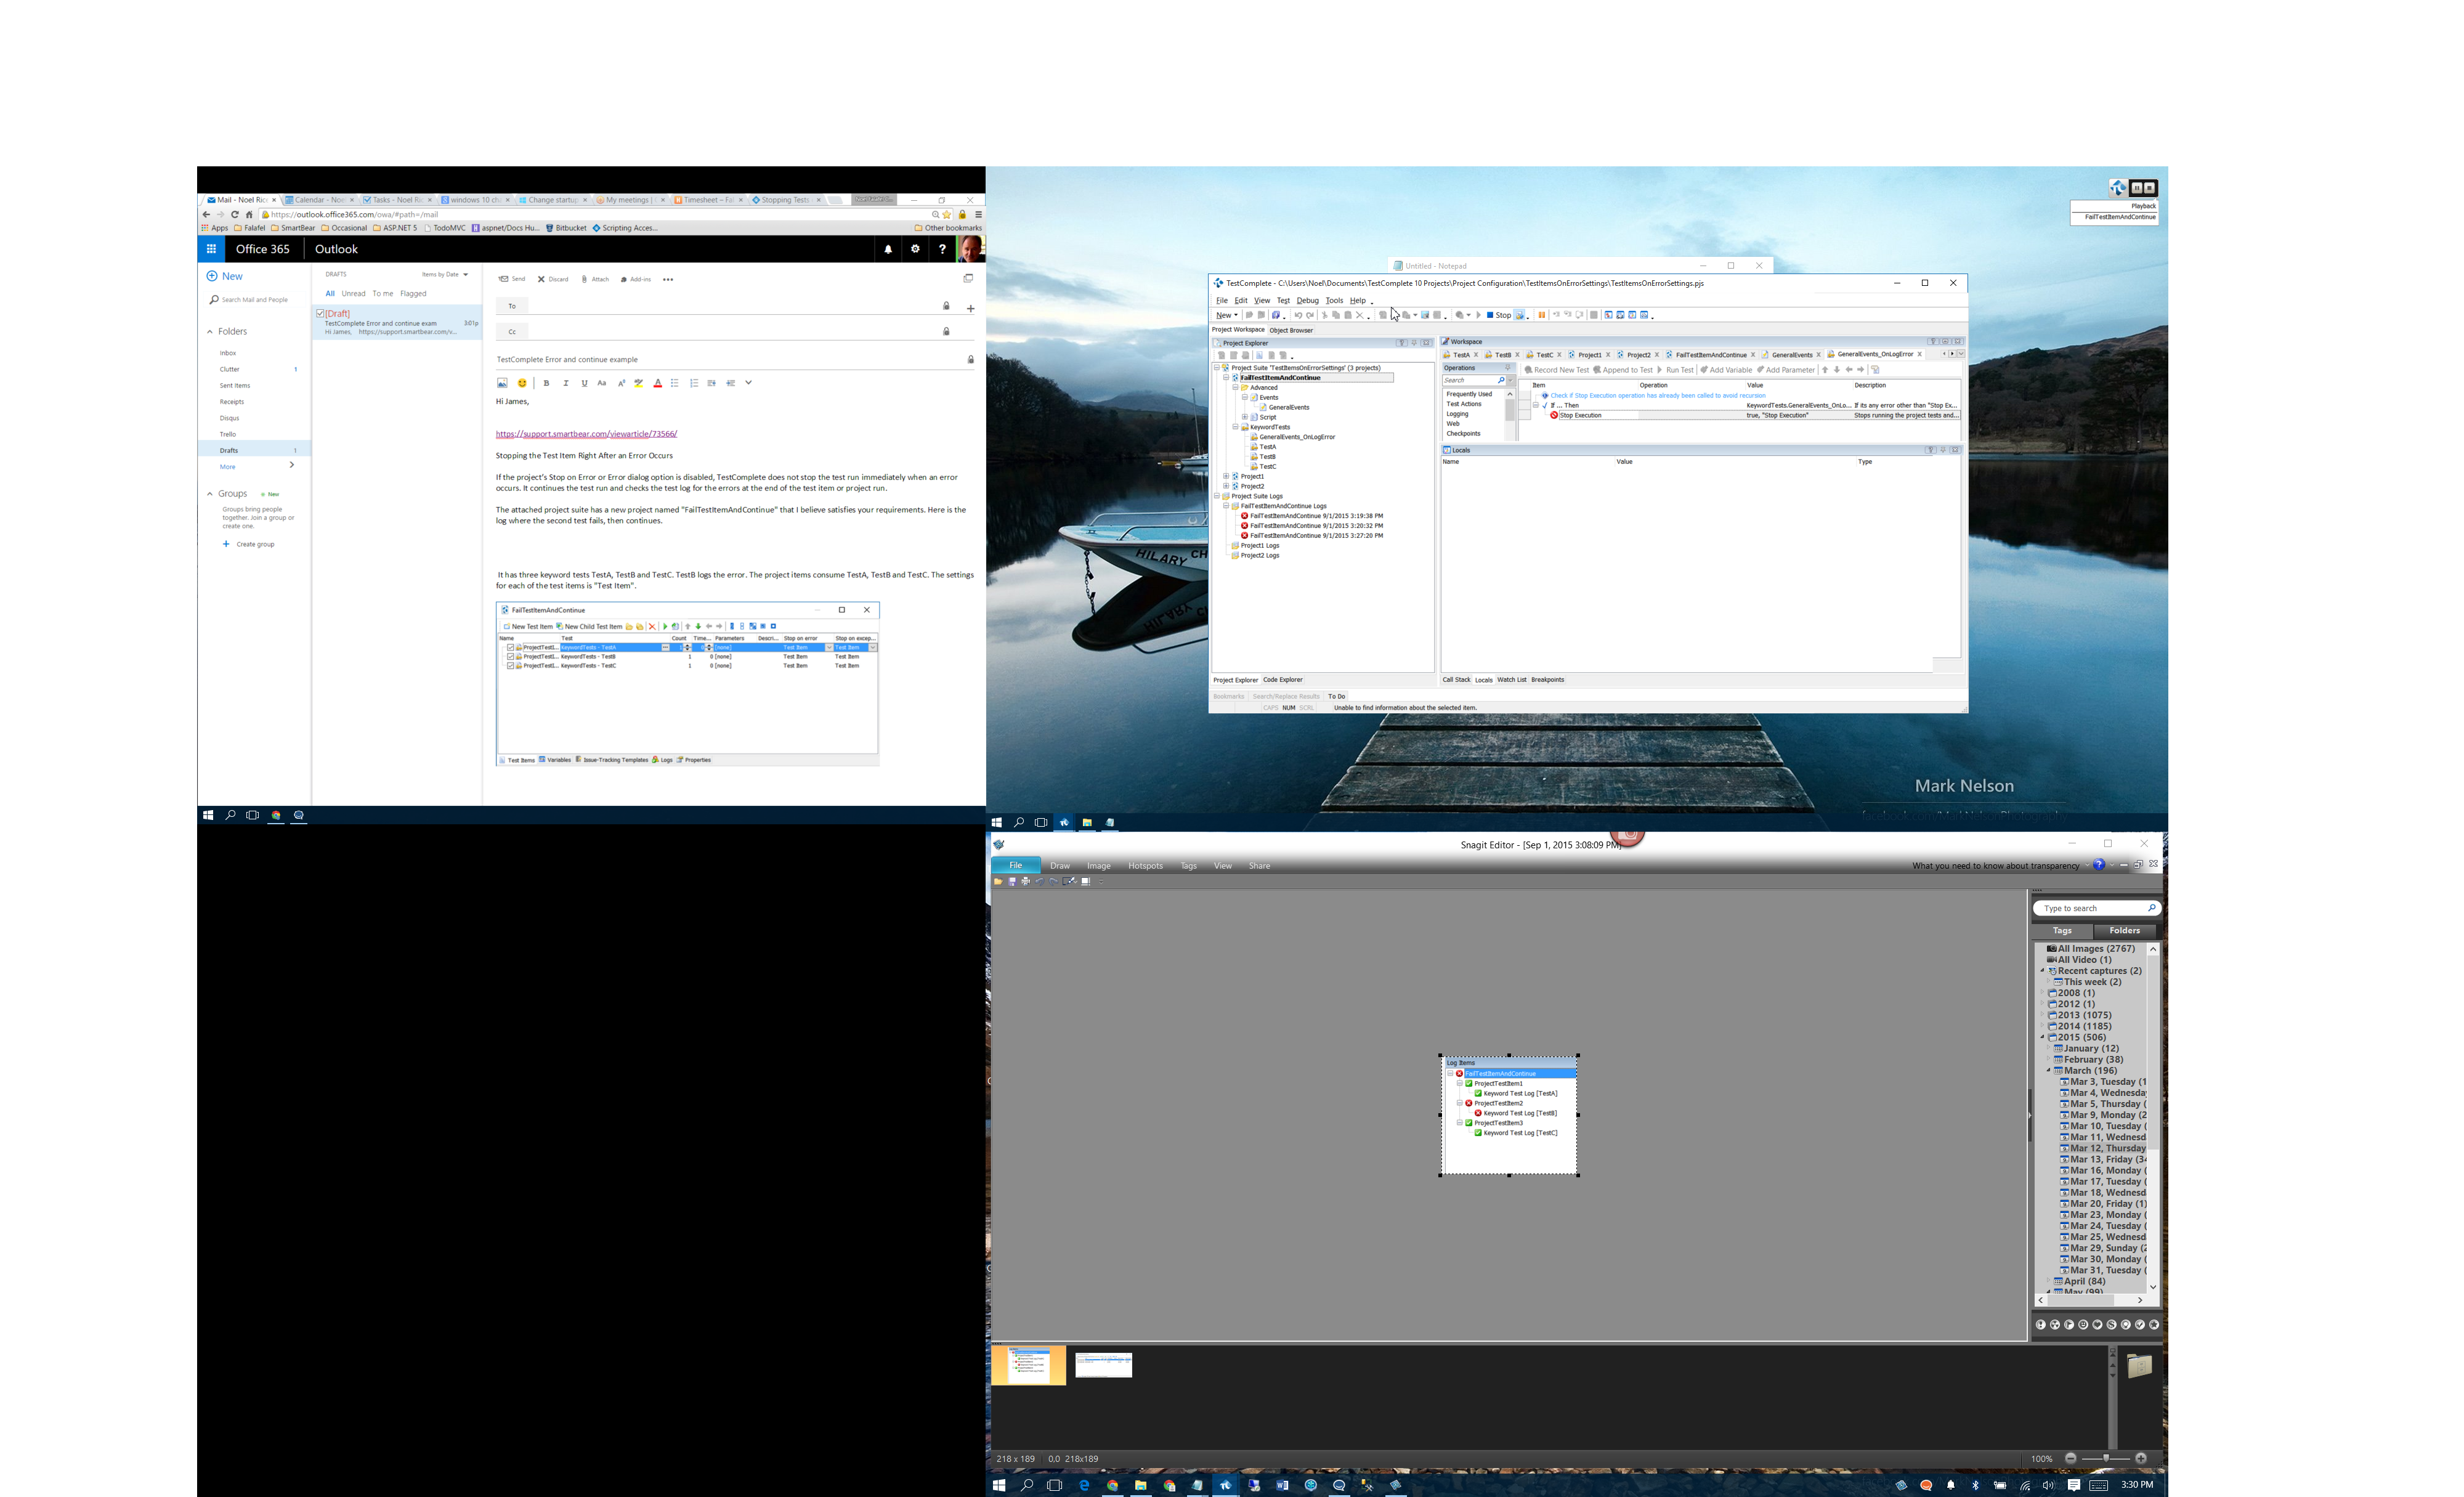 Mail - Noel Ric
Calendar - Noe
Tasks - Noel Ric
windows 10 ch
Change startup
My meetings |
Timesheet – Fal
Stopping Tests
https://outlook.office365.com/owa/#path=/mail
Apps Falafel SmartBear Occasional ASP.NET 5 TodoMVC aspnet/Docs Hu... Bitbucket Scripting Acces... Other bookmarks
Office 365 Outlook
New
Search Mail and People
Folders
Inbox
Clutter 1
Sent Items
Receipts
Disqus
Trello
Drafts 1
More
Groups New
Groups bring people
together. Join a group or
create one.
Create group
DRAFTS Items by Date
All Unread To me Flagged
[Draft]
TestComplete Error and continue exam 3:01p
Hi James, https://support.smartbear.com/v...
Send Discard Attach Add-ins
To
Cc
TestComplete Error and continue example
Hi James,
https://support.smartbear.com/viewarticle/73566/
Stopping the Test Item Right After an Error Occurs
If the project's Stop on Error or Error dialog option is disabled, TestComplete does not stop the test run immediately when an error
occurs. It continues the test run and checks the test log for the errors at the end of the test item or project run.
The attached project suite has a new project named "FailTestItemAndContinue" that I believe satisfies your requirements. Here is the
log where the second test fails, then continues.
It has three keyword tests TestA, TestB and TestC. TestB logs the error. The project items consume TestA, TestB and TestC. The settings
for each of the test items is "Test Item".
FailTestItemAndContinue
New Test Item New Child Test Item
Name Test Count Time... Parameters Descri... Stop on error Stop on excep...
ProjectTestI... KeywordTests - TestA [none] Test Item Test Item
ProjectTestI... KeywordTests - TestB 1 0 [none] Test Item Test Item
ProjectTestI... KeywordTests - TestC 1 0 [none] Test Item Test Item
Test Items Variables Issue-Tracking Templates Logs Properties
Playback
FailTestItemAndContinue
Untitled - Notepad
TestComplete - C:\Users\Noel\Documents\TestComplete 10 Projects\Project Configuration\TestItemsOnErrorSettings\TestItemsOnErrorSettings.pjs
File Edit View Test Debug Tools Help
New Stop
Project Workspace Object Browser
Project Explorer
Project Suite 'TestItemsOnErrorSettings' (3 projects)
FailTestItemAndContinue
Advanced
Events
GeneralEvents
Script
KeywordTests
GeneralEvents_OnLogError
TestA
TestB
TestC
Project1
Project2
Project Suite Logs
FailTestItemAndContinue Logs
FailTestItemAndContinue 9/1/2015 3:19:38 PM
FailTestItemAndContinue 9/1/2015 3:20:32 PM
FailTestItemAndContinue 9/1/2015 3:27:20 PM
Project1 Logs
Project2 Logs
Project Explorer Code Explorer
Workspace
TestA TestB TestC Project1 Project2 FailTestItemAndContinue GeneralEvents GeneralEvents_OnLogError
Operations
Search
Frequently Used
Test Actions
Logging
Web
Checkpoints
Record New Test Append to Test Run Test Add Variable Add Parameter
Item Operation Value Description
Check if Stop Execution operation has already been called to avoid recursion
If ... Then KeywordTests.GeneralEvents_OnLo... If its any error other than "Stop Ex...
Stop Execution true, "Stop Execution" Stops running the project tests and...
Locals
Name Value Type
Call Stack Locals Watch List Breakpoints
Bookmarks Search/Replace Results To Do
CAPS NUM SCRL Unable to find information about the selected item.
HILARY CH
Mark Nelson
Snagit Editor - [Sep 1, 2015 3:08:09 PM]
File Draw Image Hotspots Tags View Share
What you need to know about transparency
Log Items
FailTestItemAndContinue
ProjectTestItem1
Keyword Test Log [TestA]
ProjectTestItem2
Keyword Test Log [TestB]
ProjectTestItem3
Keyword Test Log [TestC]
Type to search
Tags Folders
All Images (2767)
All Video (1)
Recent captures (2)
This week (2)
2008 (1)
2012 (1)
2013 (1075)
2014 (1185)
2015 (506)
January (12)
February (38)
March (196)
Mar 3, Tuesday (1
Mar 4, Wednesda
Mar 5, Thursday (
Mar 9, Monday (2
Mar 10, Tuesday (
Mar 11, Wednesd
Mar 12, Thursday
Mar 13, Friday (34
Mar 16, Monday (
Mar 17, Tuesday (
Mar 18, Wednesd
Mar 20, Friday (1)
Mar 23, Monday (
Mar 24, Tuesday (
Mar 25, Wednesd
Mar 29, Sunday (2
Mar 30, Monday (
Mar 31, Tuesday (
April (84)
May (99)
218 x 189 0,0 218x189
100%
3:30 PM